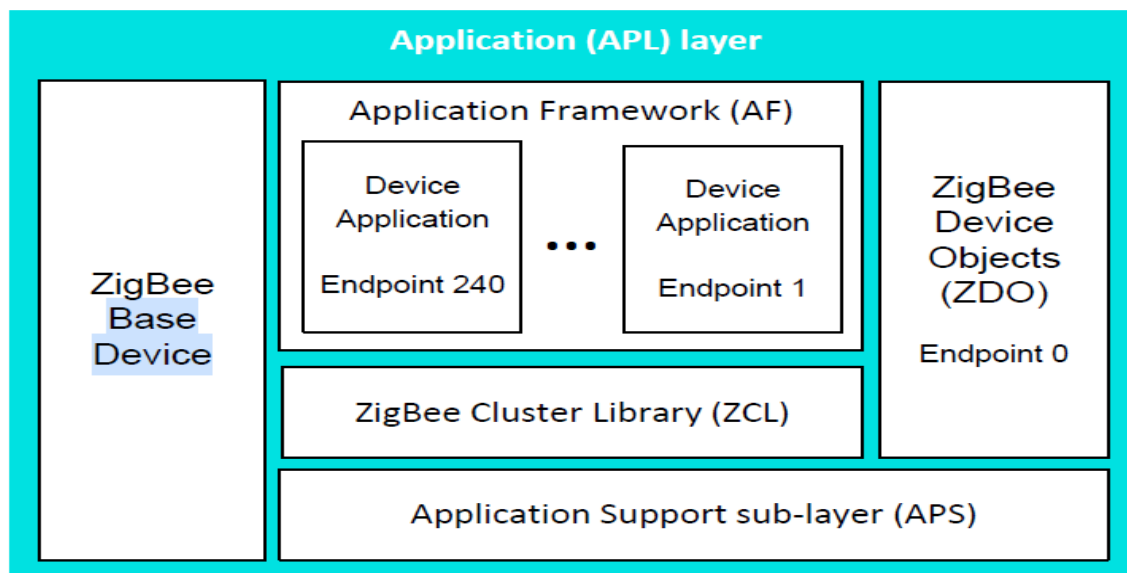 Application (APL) layer
ZigBee
Base
Device
Application Framework (AF)
Device
Application
Endpoint 240
...
Device
Application
Endpoint 1
ZigBee
Device
Objects
(ZDO)
Endpoint 0
ZigBee Cluster Library (ZCL)
Application Support sub-layer (APS)